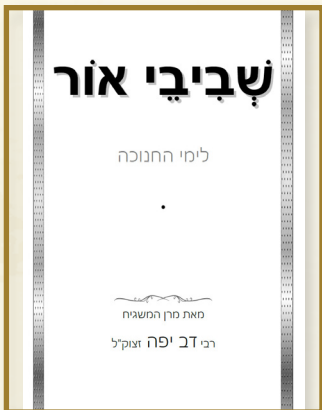 שְׁבִיבֵי אוֹר
לימי החנוכה
מאת מרן המשגיח
רבי דב יפה זצוק"ל